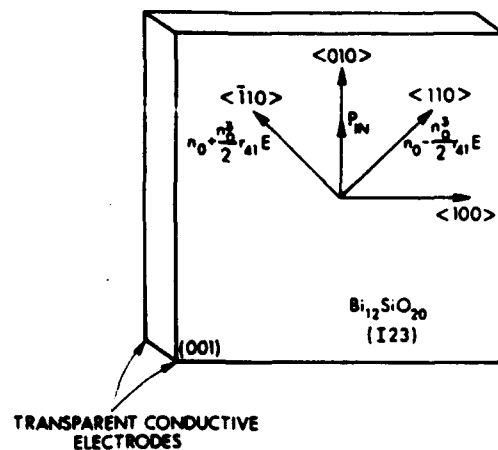 <010>
<1̄10>
<110>
P_IN
n₀+n₀³/2 r₄₁E
n₀-n₀³/2 r₄₁E
<100>
Bi₁₂SiO₂₀
(I23)
(001)
TRANSPARENT CONDUCTIVE
ELECTRODES